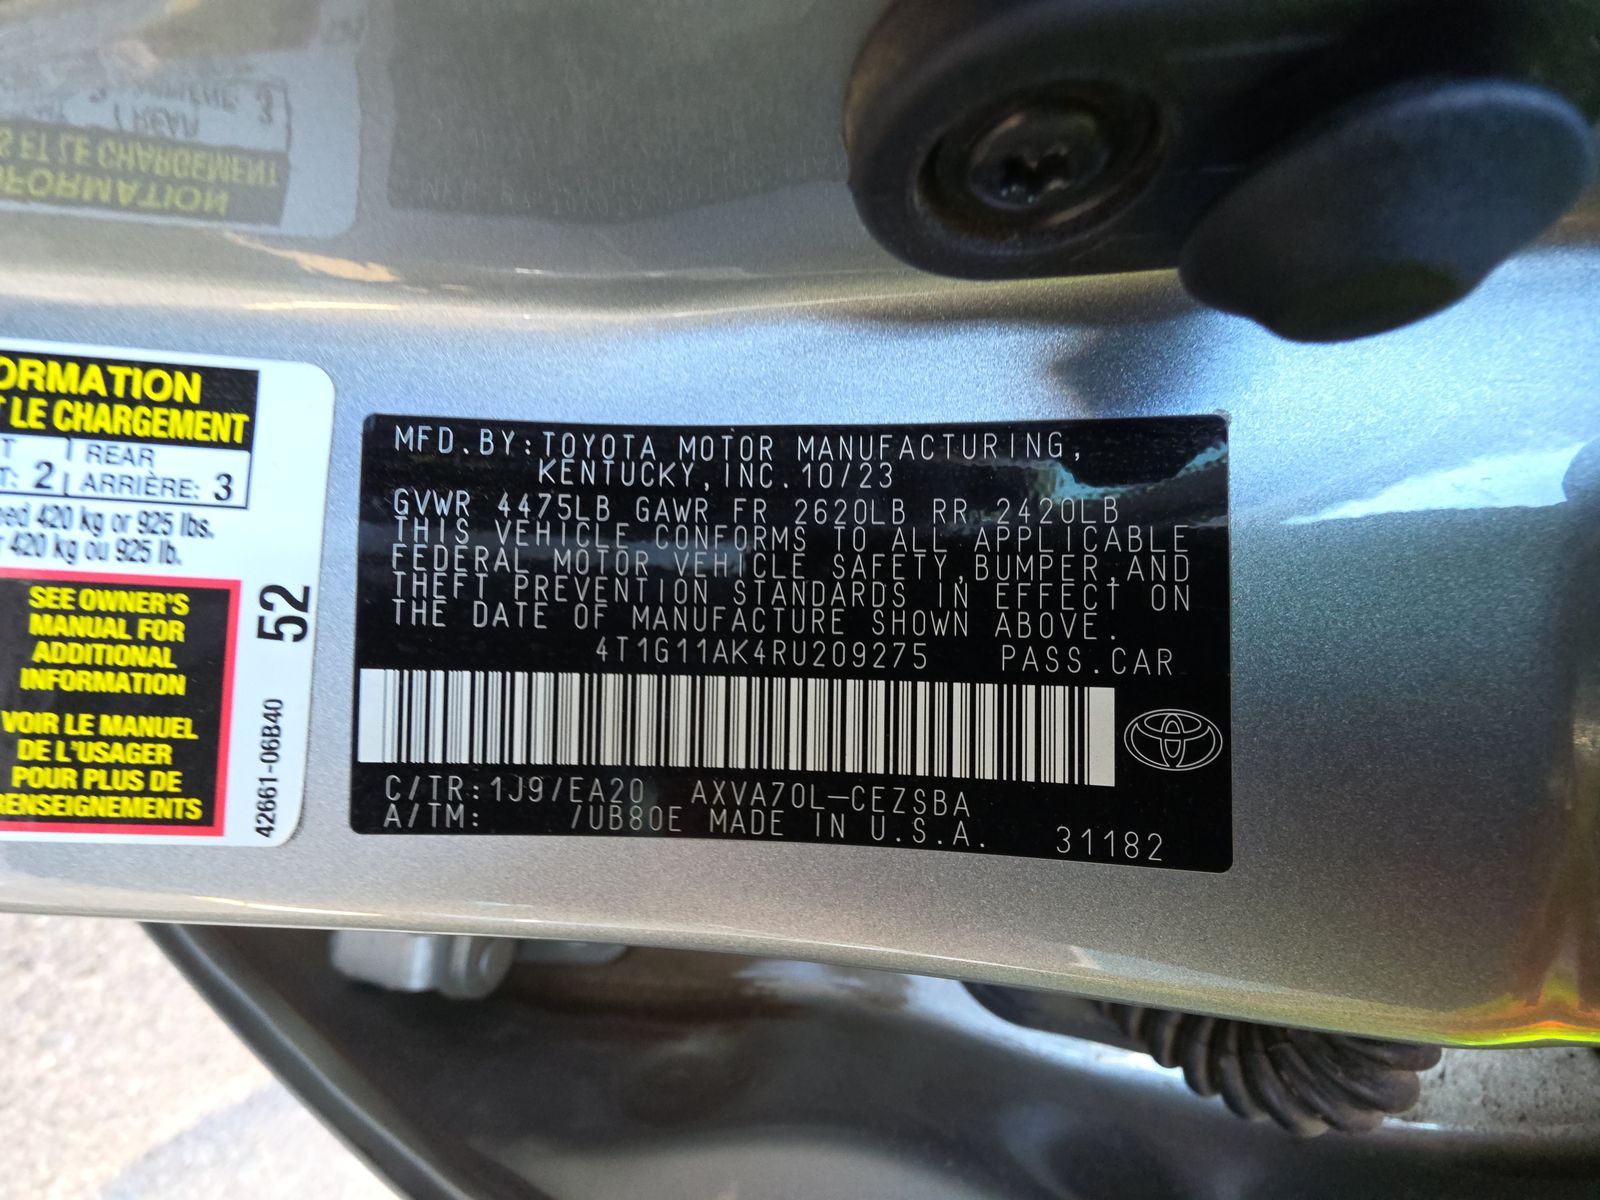 ORMATION
T LE CHARGEMENT
T REAR
T: 2 ARRIÈRE: 3
eed 420 kg or 925 lbs.
r 420 kg ou 925 lb.
SEE OWNER'S
MANUAL FOR
ADDITIONAL
INFORMATION
VOIR LE MANUEL
DE L'USAGER
POUR PLUS DE
RENSEIGNEMENTS
52
42661-06B40
MFD.BY:TOYOTA MOTOR MANUFACTURING,
KENTUCKY,INC.10/23
GVWR 4475LB GAWR FR 2620LB RR 2420LB
THIS VEHICLE CONFORMS TO ALL APPLICABLE
FEDERAL MOTOR VEHICLE SAFETY,BUMPER,AND
THEFT PREVENTION STANDARDS IN EFFECT ON
THE DATE OF MANUFACTURE SHOWN ABOVE.
4T1G11AK4RU209275 PASS.CAR
C/TR:1J9/EA20 AXVA70L-CEZSBA
A/TM: /UB80E MADE IN U.S.A. 31182